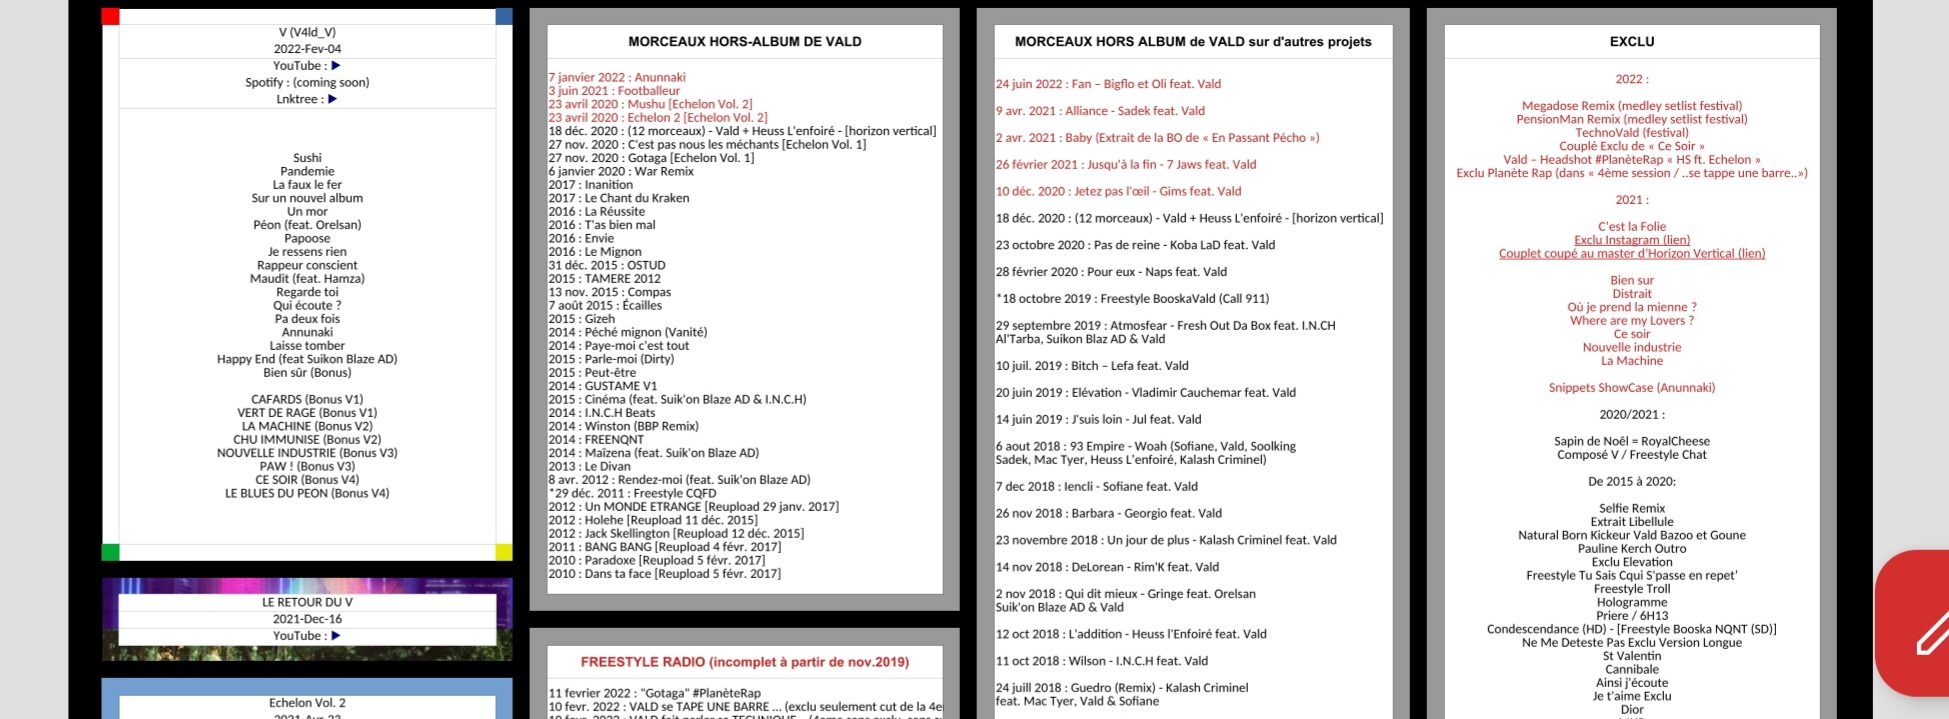 V (V4ld_V)
2022-Fev-04
YouTube : ▶
Spotify : (coming soon)
Lnktree : ▶
Sushi
Pandemie
La faux le fer
Sur un nouvel album
Un mor
Péon (feat. Orelsan)
Papoose
Je ressens rien
Rappeur conscient
Maudit (feat. Hamza)
Regarde toi
Qui écoute ?
Pa deux fois
Annunaki
Laisse tomber
Happy End (feat Suikon Blaze AD)
Bien sûr (Bonus)
CAFARDS (Bonus V1)
VERT DE RAGE (Bonus V1)
LA MACHINE (Bonus V2)
CHU IMMUNISE (Bonus V2)
NOUVELLE INDUSTRIE (Bonus V3)
PAW ! (Bonus V3)
CE SOIR (Bonus V4)
LE BLUES DU PEON (Bonus V4)
LE RETOUR DU V
2021-Dec-16
YouTube : ▶
Echelon Vol. 2
MORCEAUX HORS-ALBUM DE VALD
7 janvier 2022 : Anunnaki
3 juin 2021 : Footballeur
23 avril 2020 : Mushu [Echelon Vol. 2]
23 avril 2020 : Echelon 2 [Echelon Vol. 2]
18 déc. 2020 : (12 morceaux) - Vald + Heuss L'enfoiré - [horizon vertical]
27 nov. 2020 : C'est pas nous les méchants [Echelon Vol. 1]
27 nov. 2020 : Gotaga [Echelon Vol. 1]
6 janvier 2020 : War Remix
2017 : Inanition
2017 : Le Chant du Kraken
2016 : La Réussite
2016 : T'as bien mal
2016 : Envie
2016 : Le Mignon
31 déc. 2015 : OSTUD
2015 : TAMERE 2012
13 nov. 2015 : Compas
7 août 2015 : Écailles
2015 : Gizeh
2014 : Péché mignon (Vanité)
2014 : Paye-moi c'est tout
2015 : Parle-moi (Dirty)
2015 : Peut-être
2014 : GUSTAME V1
2015 : Cinéma (feat. Suik'on Blaze AD & I.N.C.H)
2014 : I.N.C.H Beats
2014 : Winston (BBP Remix)
2014 : FREENQNT
2014 : Maïzena (feat. Suik'on Blaze AD)
2013 : Le Divan
8 avr. 2012 : Rendez-moi (feat. Suik'on Blaze AD)
*29 déc. 2011 : Freestyle CQFD
2012 : Un MONDE ETRANGE [Reupload 29 janv. 2017]
2012 : Holehe [Reupload 11 déc. 2015]
2012 : Jack Skellington [Reupload 12 déc. 2015]
2011 : BANG BANG [Reupload 4 févr. 2017]
2010 : Paradoxe [Reupload 5 févr. 2017]
2010 : Dans ta face [Reupload 5 févr. 2017]
FREESTYLE RADIO (incomplet à partir de nov.2019)
11 fevrier 2022 : "Gotaga" #PlanèteRap
10 fevr. 2022 : VALD se TAPE UNE BARRE ... (exclu seulement cut de la 4e
MORCEAUX HORS ALBUM de VALD sur d'autres projets
24 juin 2022 : Fan – Bigflo et Oli feat. Vald
9 avr. 2021 : Alliance - Sadek feat. Vald
2 avr. 2021 : Baby (Extrait de la BO de « En Passant Pécho »)
26 février 2021 : Jusqu'à la fin - 7 Jaws feat. Vald
10 déc. 2020 : Jetez pas l'œil - Gims feat. Vald
18 déc. 2020 : (12 morceaux) - Vald + Heuss L'enfoiré - [horizon vertical]
23 octobre 2020 : Pas de reine - Koba LaD feat. Vald
28 février 2020 : Pour eux - Naps feat. Vald
*18 octobre 2019 : Freestyle BooskaVald (Call 911)
29 septembre 2019 : Atmosfear - Fresh Out Da Box feat. I.N.CH
Al'Tarba, Suikon Blaz AD & Vald
10 juil. 2019 : Bitch – Lefa feat. Vald
20 juin 2019 : Elévation - Vladimir Cauchemar feat. Vald
14 juin 2019 : J'suis loin - Jul feat. Vald
6 aout 2018 : 93 Empire - Woah (Sofiane, Vald, Soolking
Sadek, Mac Tyer, Heuss L'enfoiré, Kalash Criminel)
7 dec 2018 : Iencli - Sofiane feat. Vald
26 nov 2018 : Barbara - Georgio feat. Vald
23 novembre 2018 : Un jour de plus - Kalash Criminel feat. Vald
14 nov 2018 : DeLorean - Rim'K feat. Vald
2 nov 2018 : Qui dit mieux - Gringe feat. Orelsan
Suik'on Blaze AD & Vald
12 oct 2018 : L'addition - Heuss l'Enfoiré feat. Vald
11 oct 2018 : Wilson - I.N.C.H feat. Vald
24 juill 2018 : Guedro (Remix) - Kalash Criminel
feat. Mac Tyer, Vald & Sofiane
EXCLU
2022 :
Megadose Remix (medley setlist festival)
PensionMan Remix (medley setlist festival)
TechnoVald (festival)
Couplé Exclu de « Ce Soir »
Vald – Headshot #PlanèteRap « HS ft. Echelon »
Exclu Planète Rap (dans « 4ème session / ..se tappe une barre..»)
2021 :
C'est la Folie
Exclu Instagram (lien)
Couplet coupé au master d'Horizon Vertical (lien)
Bien sur
Distrait
Où je prend la mienne ?
Where are my Lovers ?
Ce soir
Nouvelle industrie
La Machine
Snippets ShowCase (Anunnaki)
2020/2021 :
Sapin de Noêl = RoyalCheese
Composé V / Freestyle Chat
De 2015 à 2020:
Selfie Remix
Extrait Libellule
Natural Born Kickeur Vald Bazoo et Goune
Pauline Kerch Outro
Exclu Elevation
Freestyle Tu Sais Cqui S'passe en repet'
Freestyle Troll
Hologramme
Priere / 6H13
Condescendance (HD) - [Freestyle Booska NQNT (SD)]
Ne Me Deteste Pas Exclu Version Longue
St Valentin
Cannibale
Ainsi j'écoute
Je t'aime Exclu
Dior